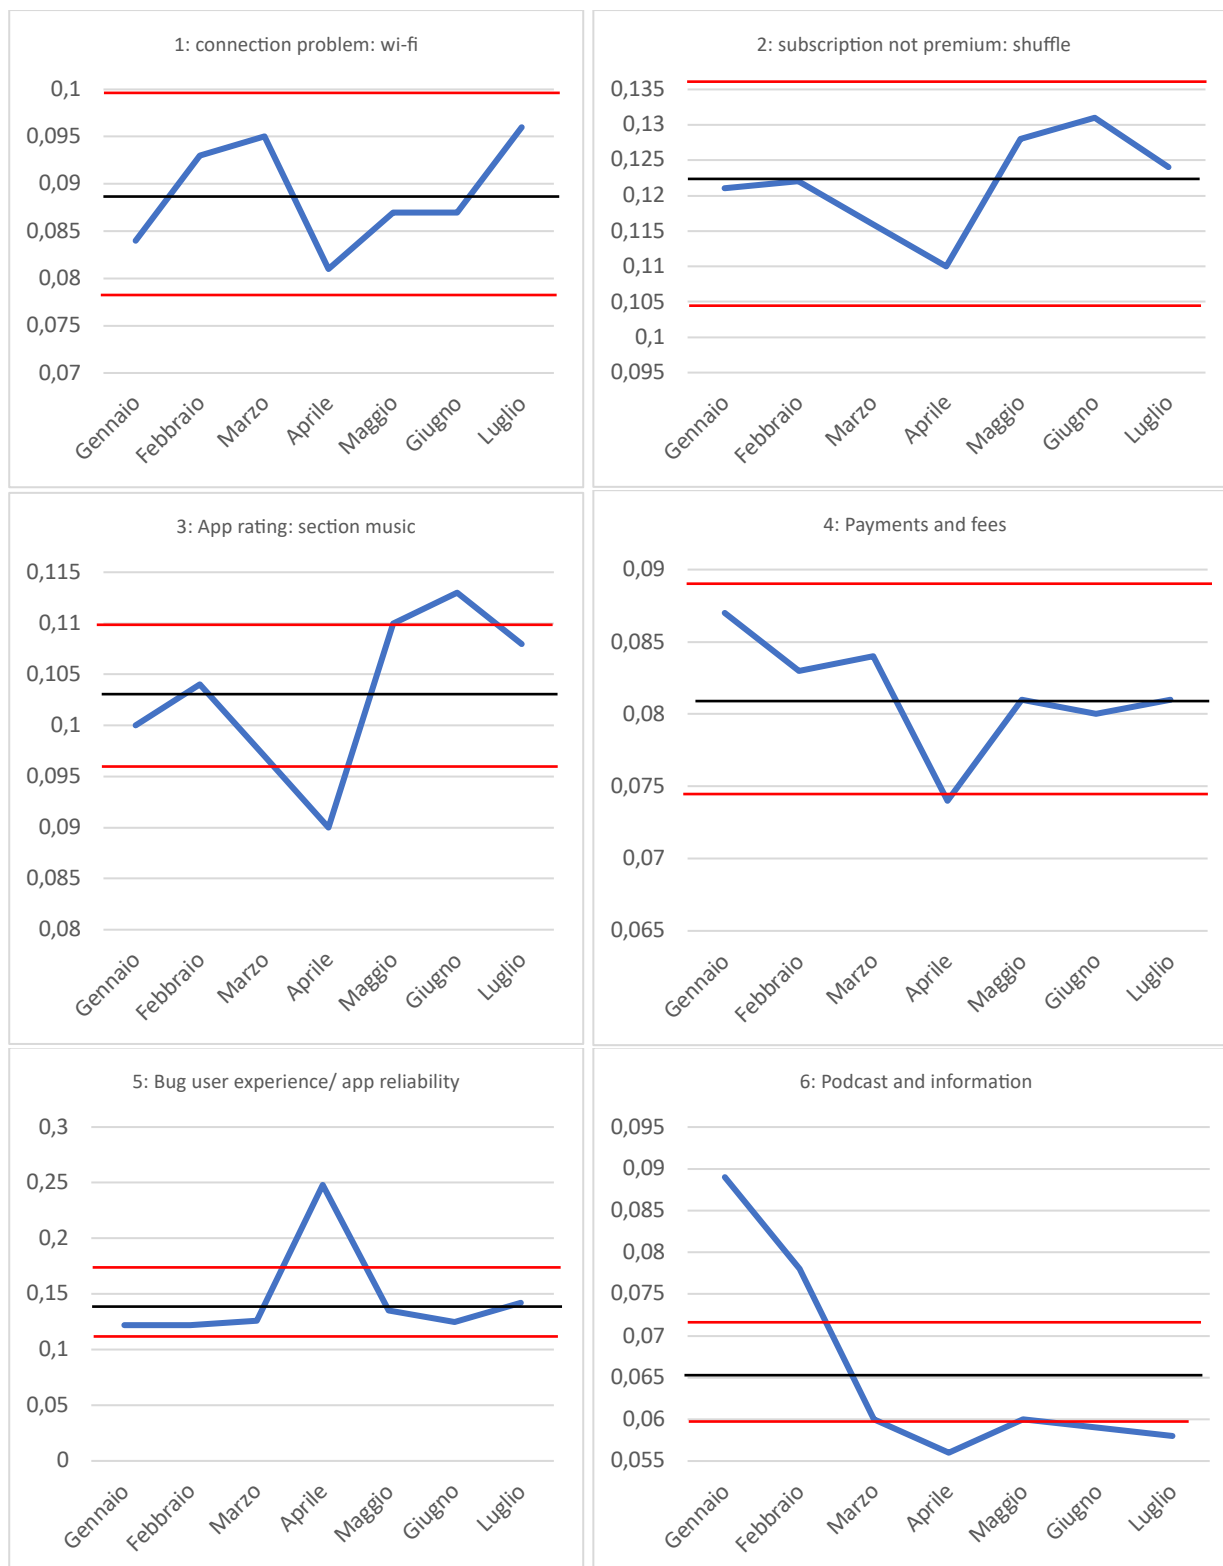 1: connection problem: wi-fi
0,1
0,095
0,09
0,085
0,08
0,075
0,07
Gennaio
Febbraio
Marzo
Aprile
Maggio
Giugno
Luglio
2: subscription not premium: shuffle
0,135
0,13
0,125
0,12
0,115
0,11
0,105
0,1
0,095
Gennaio
Febbraio
Marzo
Aprile
Maggio
Giugno
Luglio
3: App rating: section music
0,115
0,11
0,105
0,1
0,095
0,09
0,085
0,08
Gennaio
Febbraio
Marzo
Aprile
Maggio
Giugno
Luglio
4: Payments and fees
0,09
0,085
0,08
0,075
0,07
0,065
Gennaio
Febbraio
Marzo
Aprile
Maggio
Giugno
Luglio
5: Bug user experience/ app reliability
0,3
0,25
0,2
0,15
0,1
0,05
0
Gennaio
Febbraio
Marzo
Aprile
Maggio
Giugno
Luglio
6: Podcast and information
0,095
0,09
0,085
0,08
0,075
0,07
0,065
0,06
0,055
Gennaio
Febbraio
Marzo
Aprile
Maggio
Giugno
Luglio